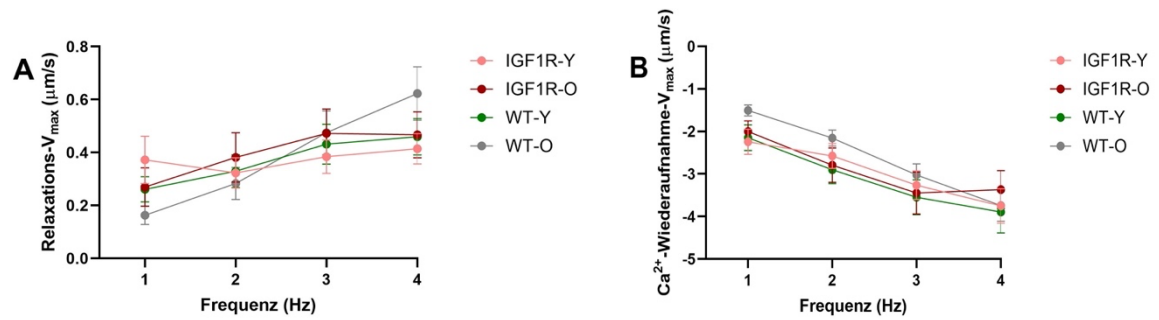 A
Relaxations-Vmax (μm/s)
0.8
0.6
0.4
0.2
0.0
1 2 3 4
Frequenz (Hz)
IGF1R-Y
IGF1R-O
WT-Y
WT-O
B
Ca²⁺-Wiederaufnahme-Vmax (μm/s)
0
-1
-2
-3
-4
-5
1 2 3 4
Frequenz (Hz)
IGF1R-Y
IGF1R-O
WT-Y
WT-O